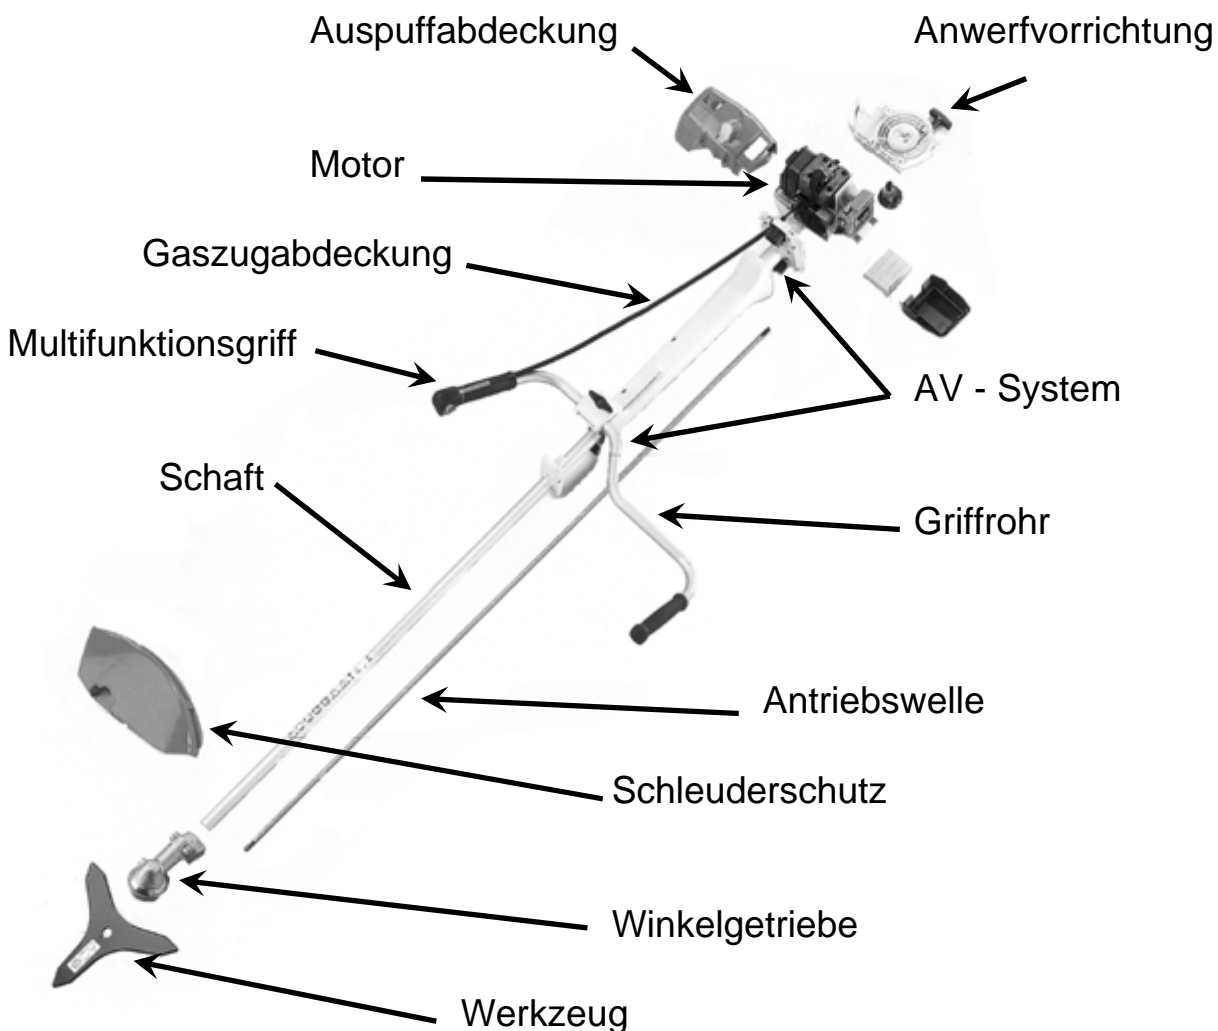 Auspuffabdeckung
Anwerfvorrichtung
Motor
Gaszugabdeckung
Multifunktionsgriff
AV - System
Schaft
Griffrohr
Antriebswelle
Schleuderschutz
Winkelgetriebe
Werkzeug